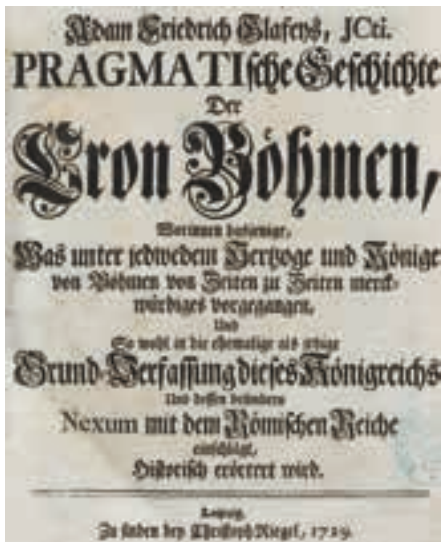 Adam Friedrich Glafeys, JCti.
PRAGMATIsche Geschichte
Der
Cron Böhmen,
Worinnen dasjenige,
Was unter jedwedem Hertzoge und Könige
von Böhmen von Zeiten zu Zeiten merck-
würdiges vorgegangen,
Und
So wohl in die ehemalige als jetzige
Grund-Verfassung dieses Königreichs
Und dessen besondern
Nexum mit dem Römischen Reiche
einschlägt,
Historisch erörtert wird.
Leipzig,
Zu finden bey Christoph Riegel, 1729.